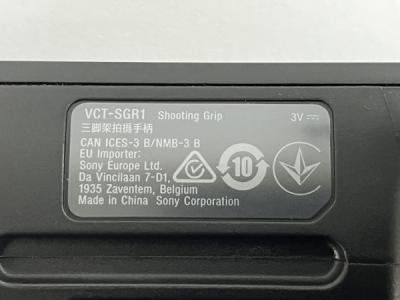 VCT-SGR1 Shooting Grip 3V
三脚架拍摄手柄
CAN ICES-3 B/NMB-3 B
EU Importer:
Sony Europe Ltd.
Da Vincilaan 7-D1,
1935 Zaventem, Belgium
Made in China Sony Corporation
10